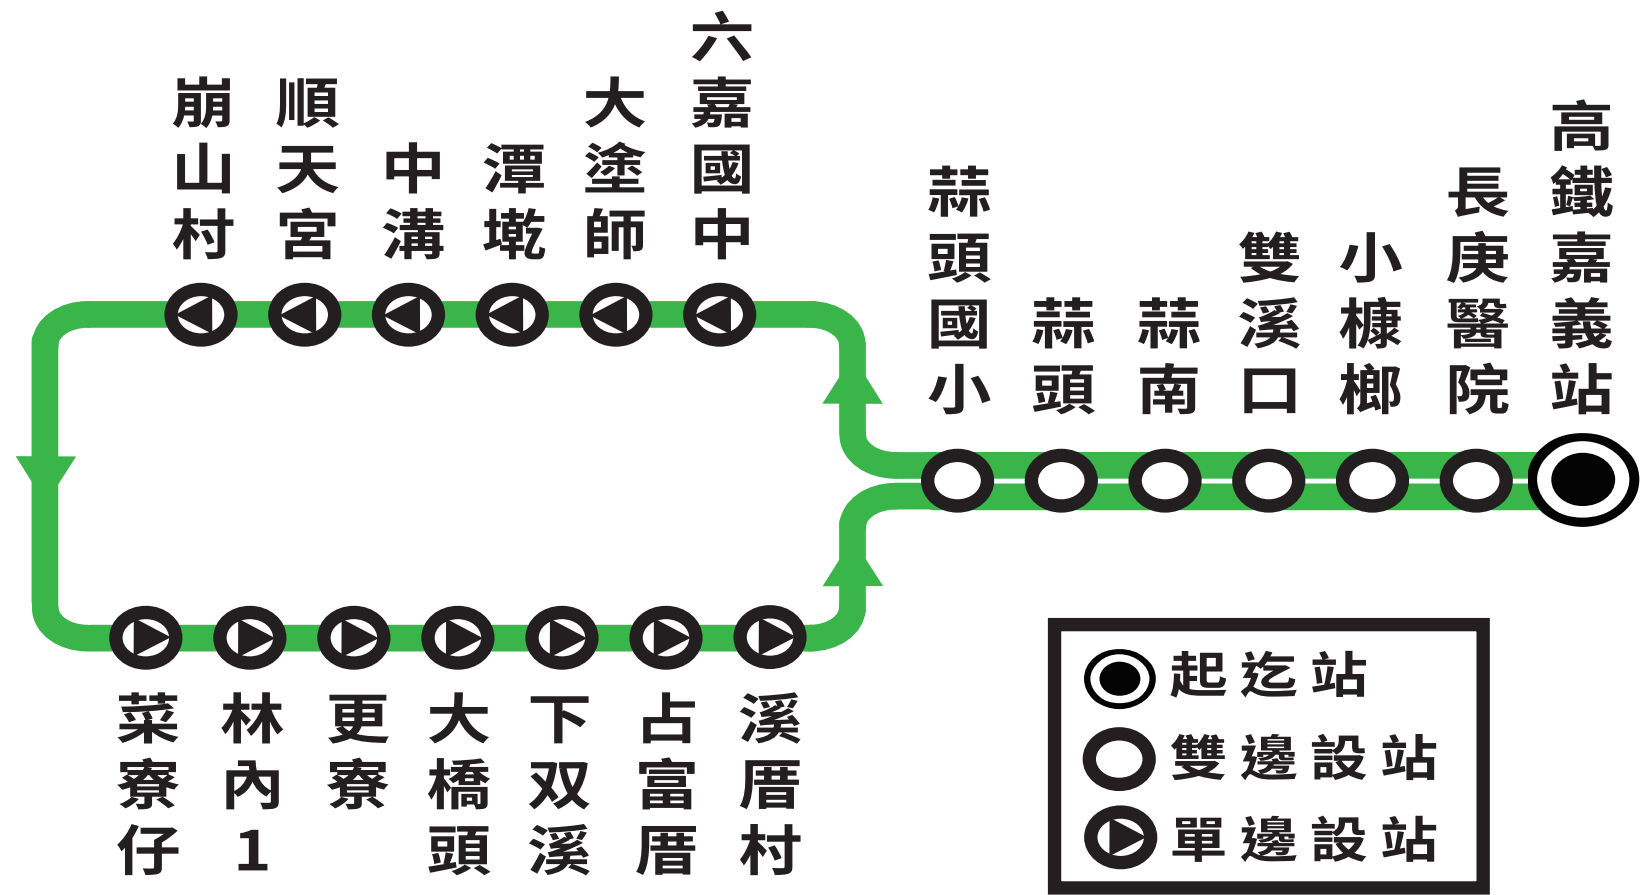 崩山村
順天宮
中溝
潭墘
大塗師
六嘉國中
蒜頭國小
蒜頭
蒜南
雙溪口
小槺榔
長庚醫院
高鐵嘉義站
菜寮仔
林內1
更寮
大橋頭
下双溪
占富厝
溪厝村
起迄站
雙邊設站
單邊設站